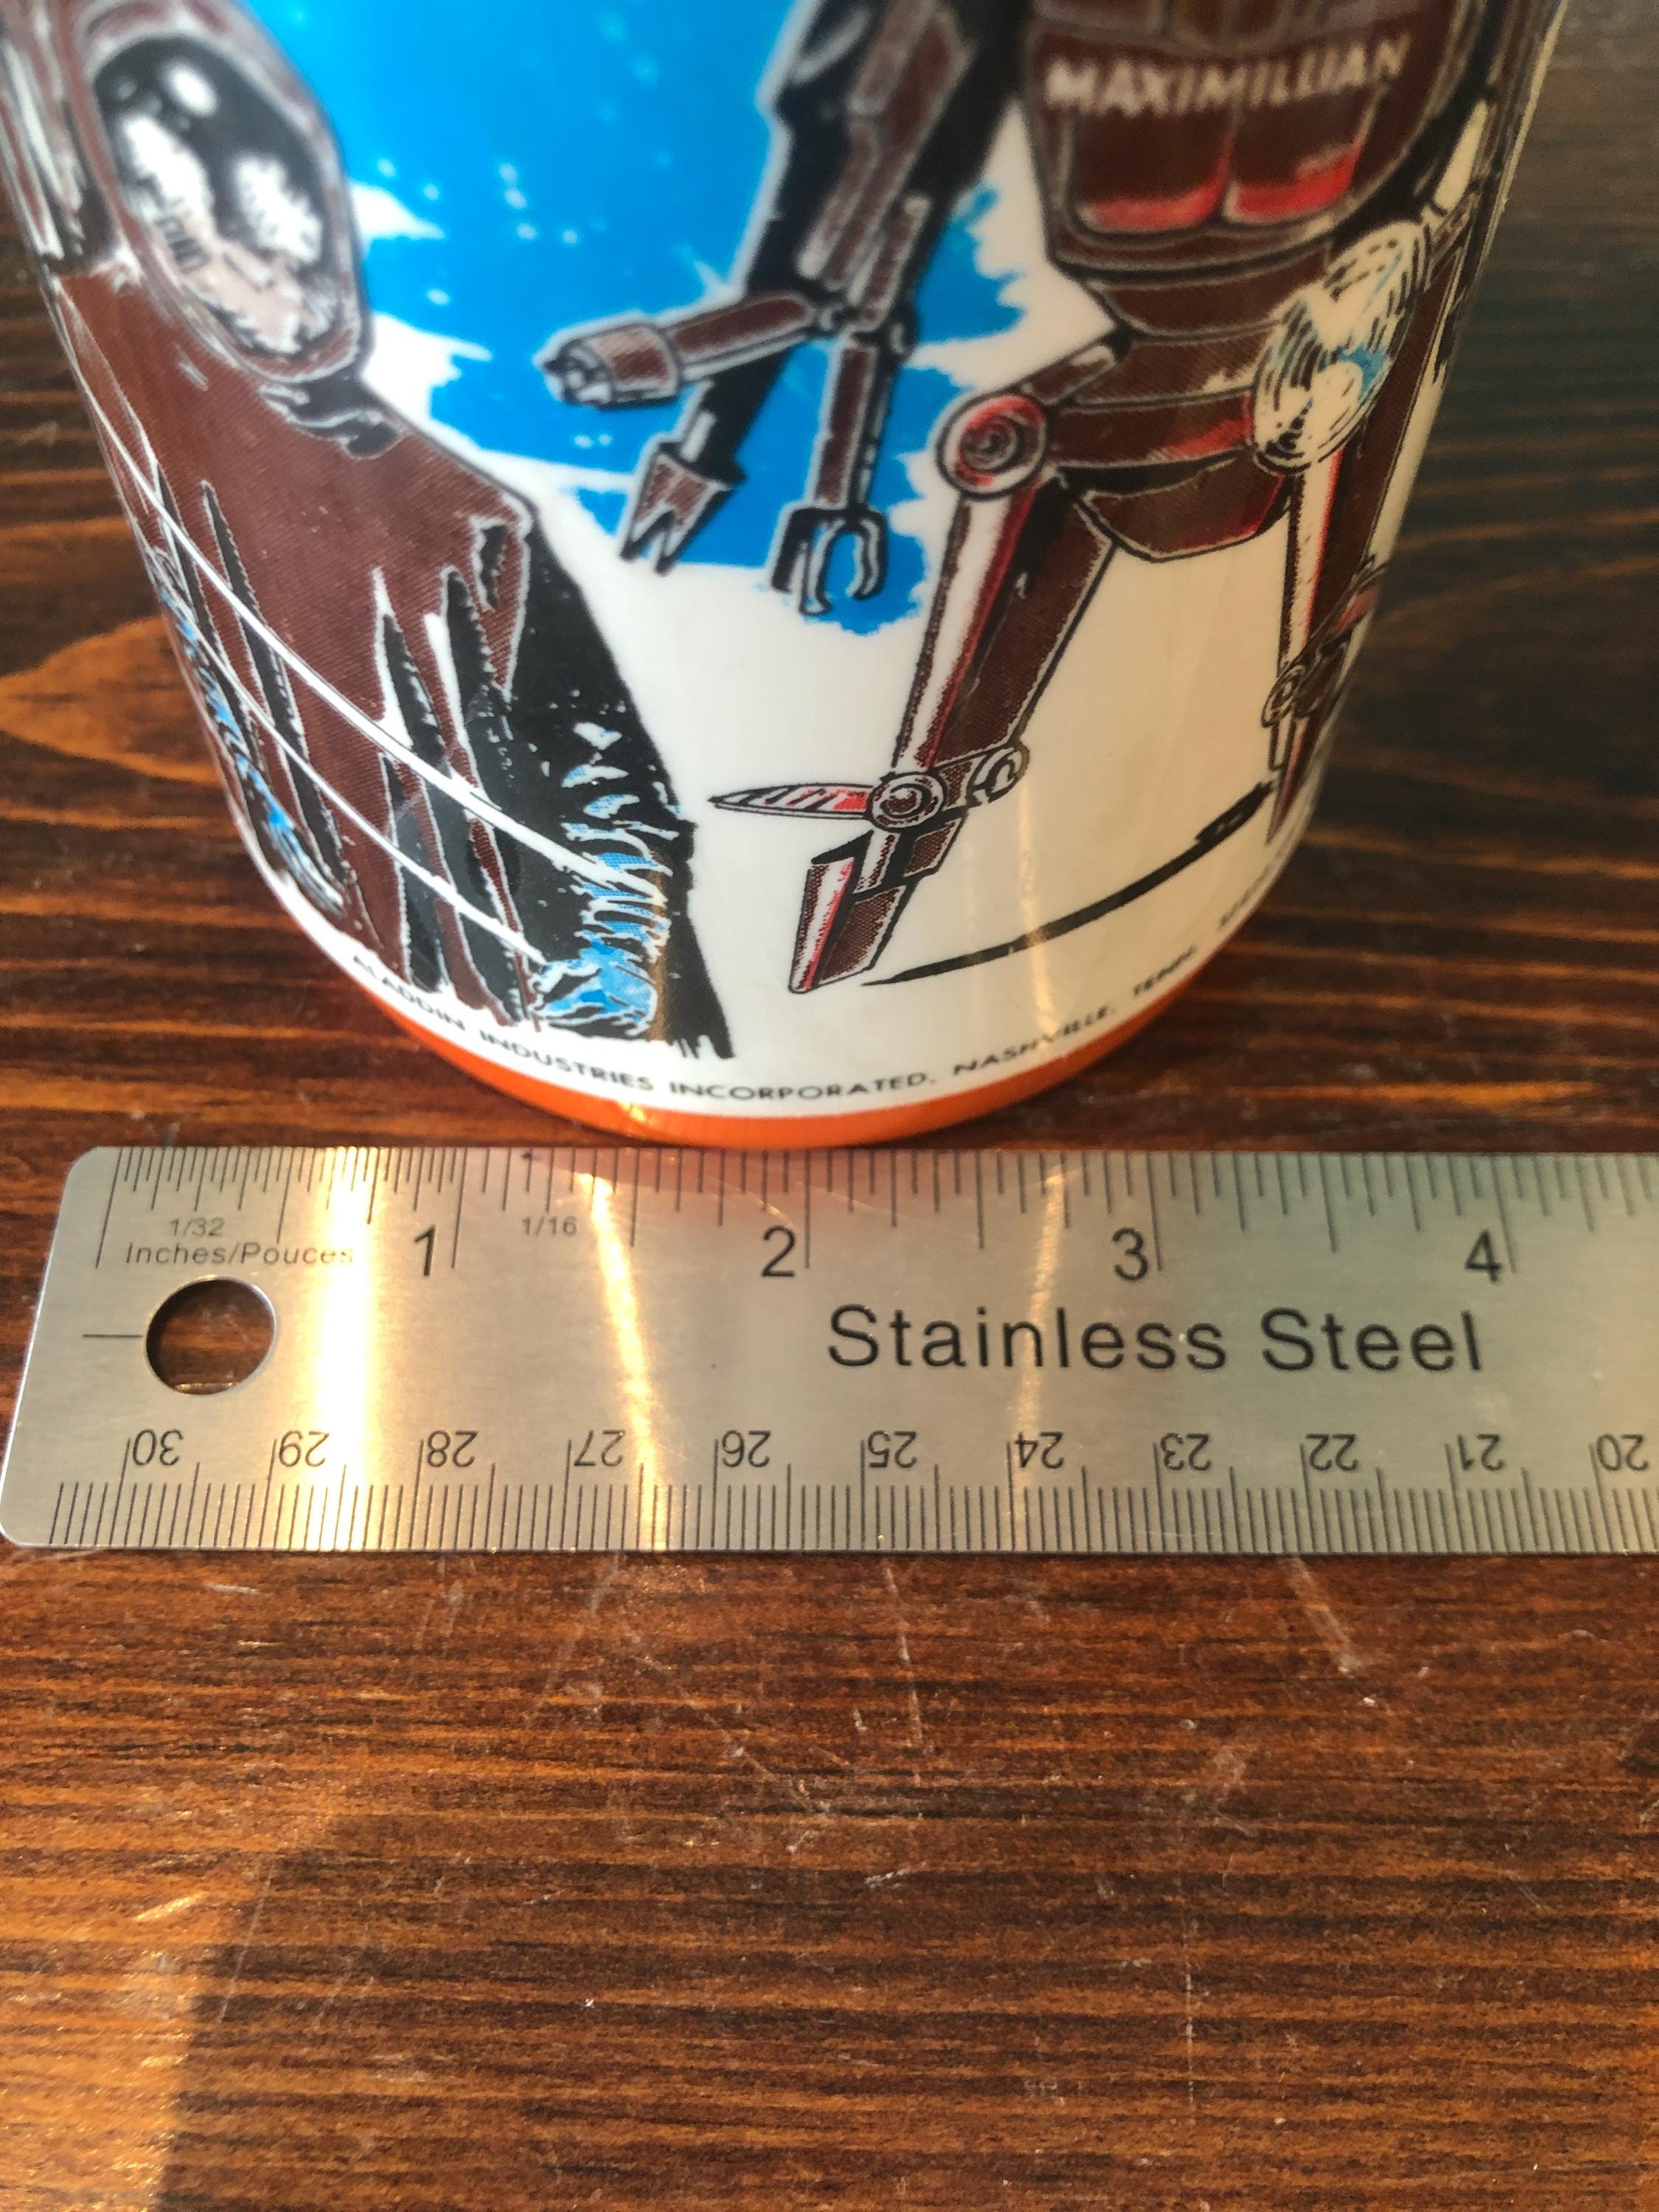 MAXIMILLIAN
ALADDIN INDUSTRIES INCORPORATED, NASHVILLE, TENN.
1/32 1/16
Inches/Pouces 1 2 3 4
Stainless Steel
30 29 28 27 26 25 24 23 22 21 20